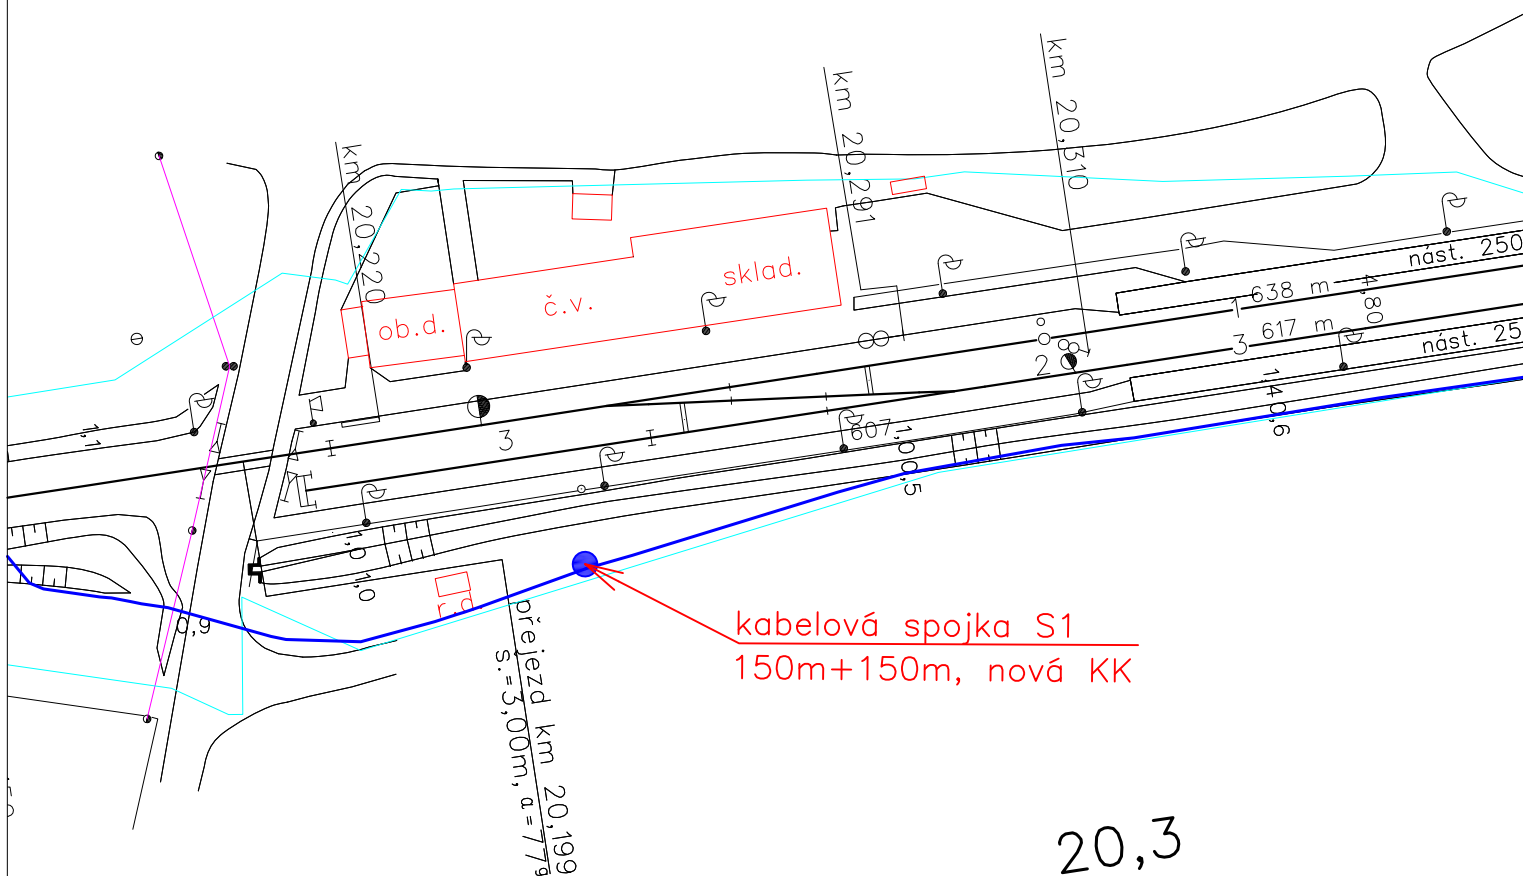 km 20,220
km 20,291
km 20,310
sklad.
č.v.
ob.d.
nást. 250
638 m
1
4,80
617 m
3
nást. 25
2
3
607
1,1
1,0
0,5
1,4
0,6
1,0
1,0
r.d.
0,9
kabelová spojka S1
150m+150m, nová KK
přejezd km 20,199
s.=3,00m, a=77g
20,3